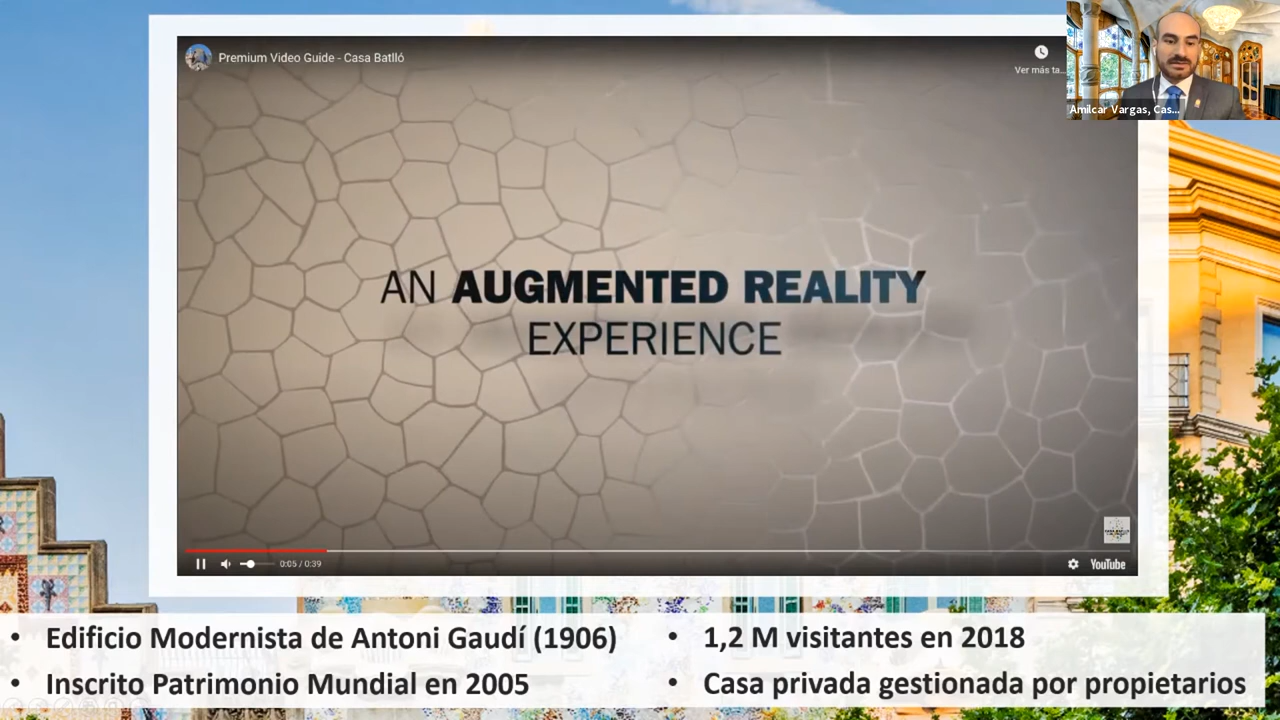 Premium Video Guide - Casa Batlló
Ver más ta...
Amilcar Vargas, Cas...
AN AUGMENTED REALITY
EXPERIENCE
0:05 / 0:39
YouTube
• Edificio Modernista de Antoni Gaudí (1906)
• Inscrito Patrimonio Mundial en 2005
• 1,2 M visitantes en 2018
• Casa privada gestionada por propietarios